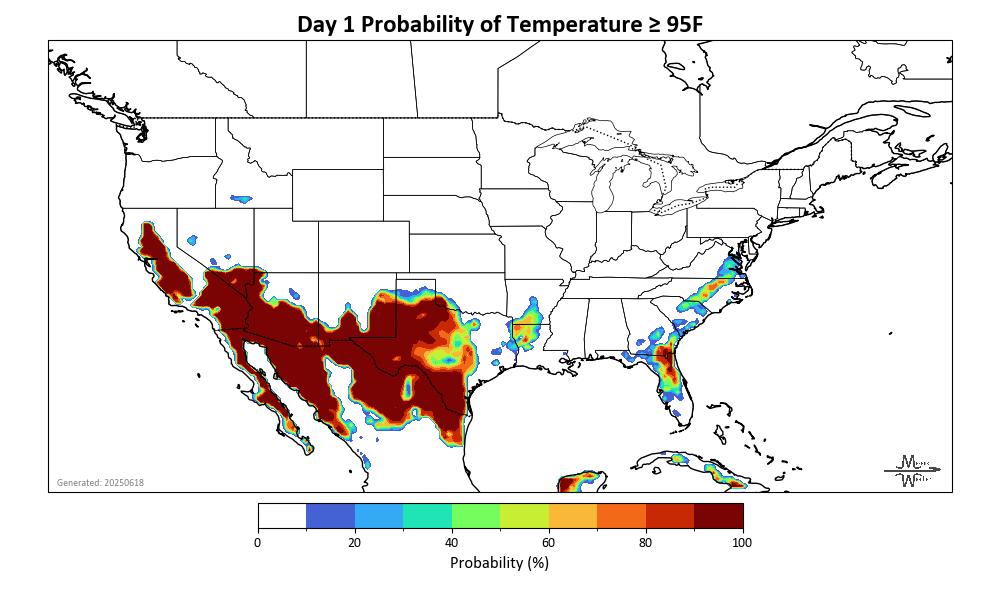 Day 1 Probability of Temperature ≥ 95F
Generated: 20250618
0 20 40 60 80 100
Probability (%)